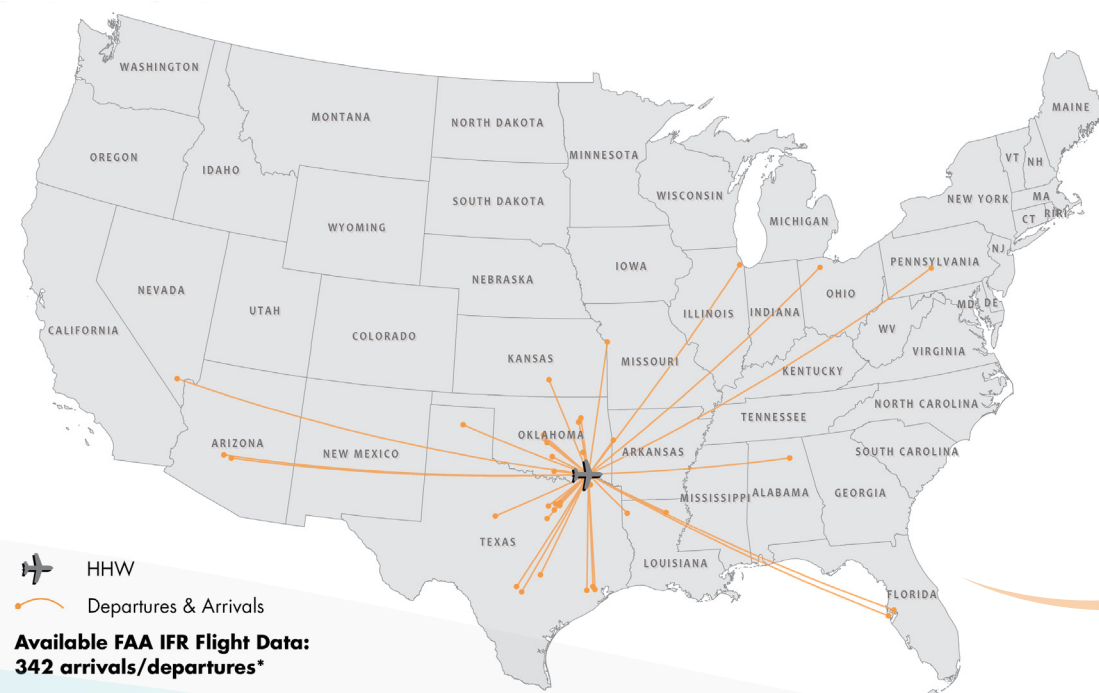 WASHINGTON
MONTANA
NORTH DAKOTA
MAINE
OREGON
IDAHO
MINNESOTA
VT
NH
SOUTH DAKOTA
WISCONSIN
NEW YORK
MA
WYOMING
MICHIGAN
CT
RI
RI
NEBRASKA
IOWA
PENNSYLVANIA
NJ
NEVADA
UTAH
OHIO
MD
DE
CALIFORNIA
COLORADO
ILLINOIS
INDIANA
WV
KANSAS
MISSOURI
VIRGINIA
KENTUCKY
NORTH CAROLINA
TENNESSEE
ARIZONA
NEW MEXICO
OKLAHOMA
ARKANSAS
SOUTH CAROLINA
MISSISSIPPI
ALABAMA
GEORGIA
TEXAS
LOUISIANA
FLORIDA
HHW
Departures & Arrivals
Available FAA IFR Flight Data:
342 arrivals/departures*